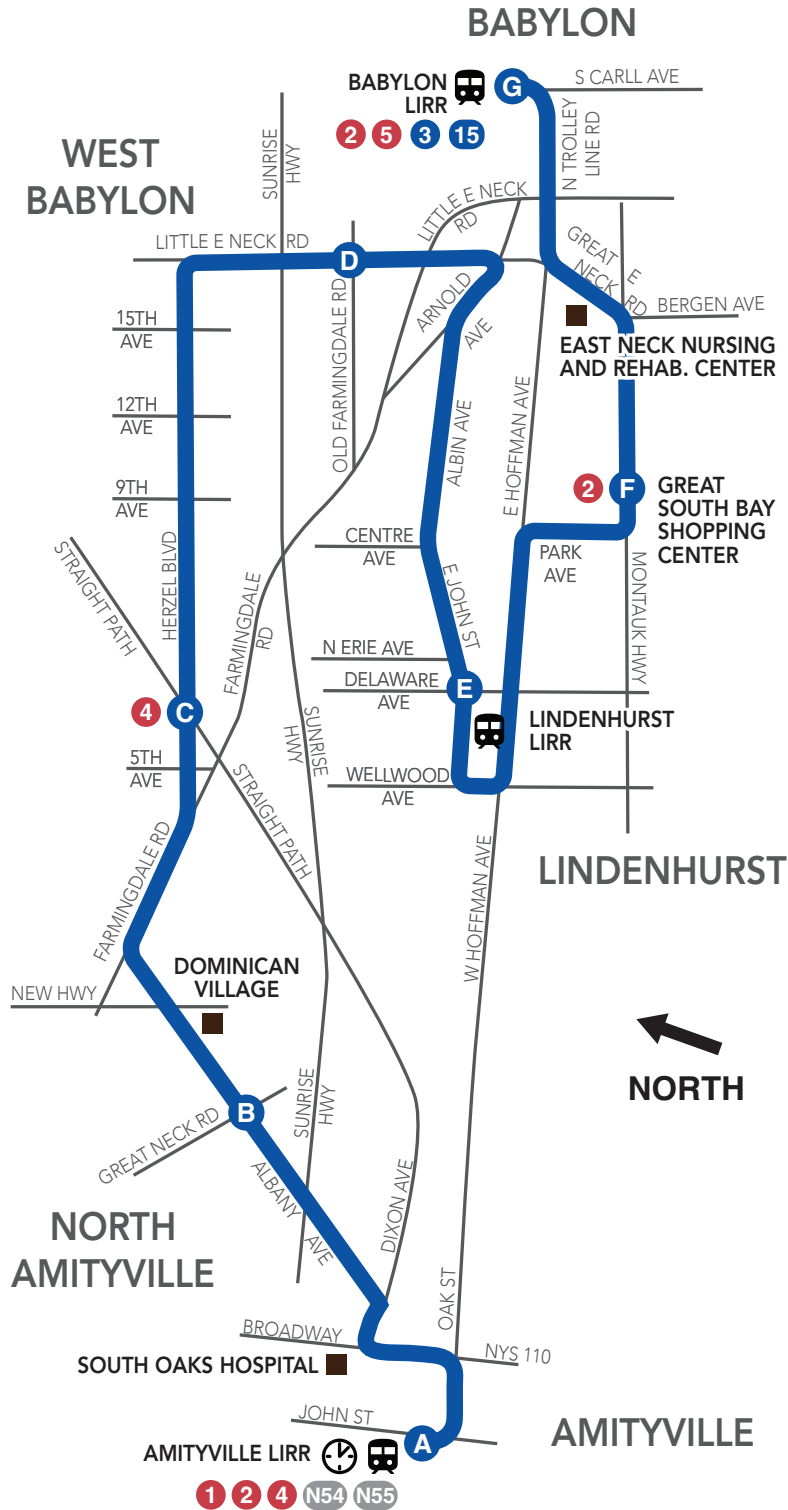 BABYLON
BABYLON
LIRR
G
S CARLL AVE
2 5 3 15
N TROLLEY
LINE RD
WEST
BABYLON
SUNRISE
HWY
LITTLE E NECK
RD
LITTLE E NECK RD
D
GREAT E
NECK RD
BERGEN AVE
15TH
AVE
OLD FARMINGDALE RD
ARNOLD
AVE
EAST NECK NURSING
AND REHAB. CENTER
12TH
AVE
ALBIN AVE
E HOFFMAN AVE
9TH
AVE
2
F
GREAT
SOUTH BAY
SHOPPING
CENTER
CENTRE
AVE
PARK
AVE
STRAIGHT PATH
HERZEL BLVD
FARMINGDALE
RD
E JOHN ST
MONTAUK HWY
N ERIE AVE
DELAWARE
AVE
E
4
C
SUNRISE
HWY
LINDENHURST
LIRR
5TH
AVE
STRAIGHT PATH
WELLWOOD
AVE
FARMINGDALE RD
W HOFFMAN AVE
LINDENHURST
DOMINICAN
VILLAGE
NEW HWY
NORTH
SUNRISE
HWY
B
GREAT NECK RD
ALBANY
AVE
DIXON AVE
NORTH
AMITYVILLE
OAK ST
BROADWAY
NYS 110
SOUTH OAKS HOSPITAL
JOHN ST
A
AMITYVILLE
AMITYVILLE LIRR
1 2 4 N54 N55